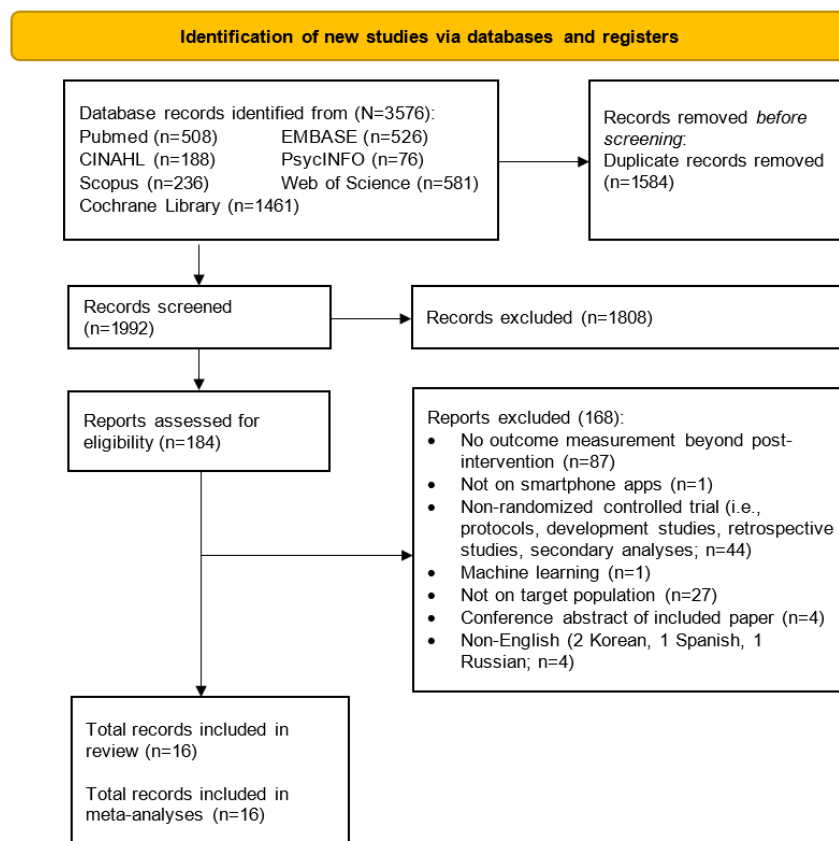 Identification of new studies via databases and registers
Database records identified from (N=3576):
Pubmed (n=508) EMBASE (n=526)
CINAHL (n=188) PsycINFO (n=76)
Scopus (n=236) Web of Science (n=581)
Cochrane Library (n=1461)
Records removed before
screening:
Duplicate records removed
(n=1584)
Records screened
(n=1992)
Records excluded (n=1808)
Reports assessed for
eligibility (n=184)
Reports excluded (168):
• No outcome measurement beyond post-
intervention (n=87)
• Not on smartphone apps (n=1)
• Non-randomized controlled trial (i.e.,
protocols, development studies, retrospective
studies, secondary analyses; n=44)
• Machine learning (n=1)
• Not on target population (n=27)
• Conference abstract of included paper (n=4)
• Non-English (2 Korean, 1 Spanish, 1
Russian; n=4)
Total records included in
review (n=16)
Total records included in
meta-analyses (n=16)